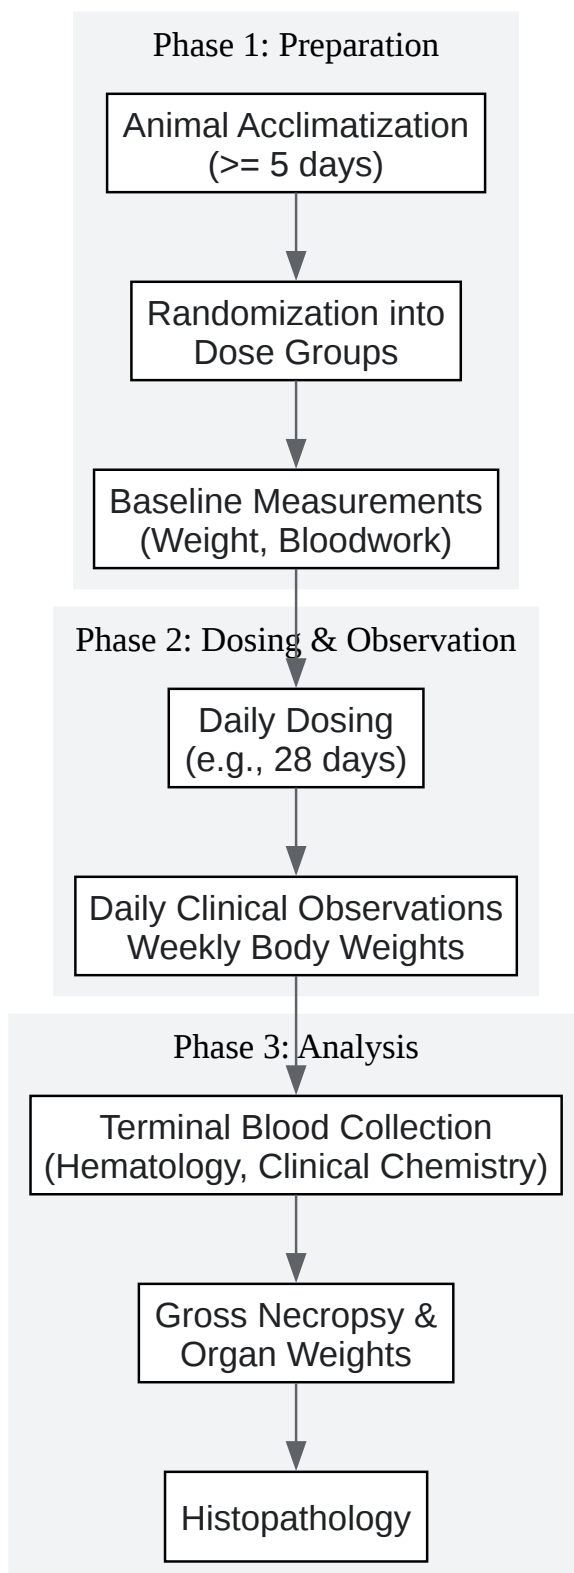 Phase 1: Preparation
Animal Acclimatization
(>= 5 days)
Randomization into
Dose Groups
Baseline Measurements
(Weight, Bloodwork)
Phase 2: Dosing & Observation
Daily Dosing
(e.g., 28 days)
Daily Clinical Observations
Weekly Body Weights
Phase 3: Analysis
Terminal Blood Collection
(Hematology, Clinical Chemistry)
Gross Necropsy &
Organ Weights
Histopathology